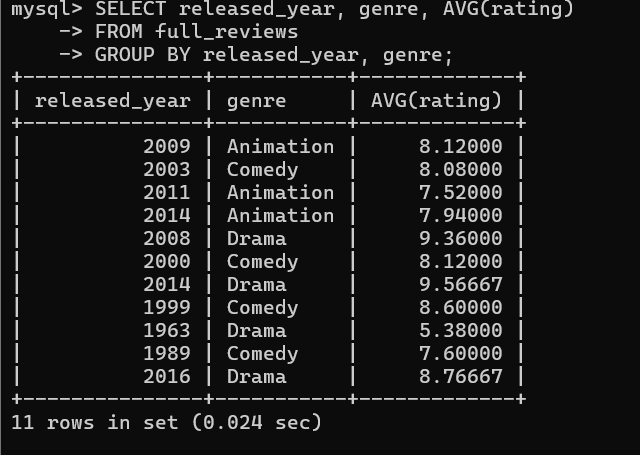 mysql> SELECT released_year, genre, AVG(rating)
    -> FROM full_reviews
    -> GROUP BY released_year, genre;
+---------------+-----------+-------------+
| released_year | genre     | AVG(rating) |
+---------------+-----------+-------------+
|          2009 | Animation |     8.12000 |
|          2003 | Comedy    |     8.08000 |
|          2011 | Animation |     7.52000 |
|          2014 | Animation |     7.94000 |
|          2008 | Drama     |     9.36000 |
|          2000 | Comedy    |     8.12000 |
|          2014 | Drama     |     9.56667 |
|          1999 | Comedy    |     8.60000 |
|          1963 | Drama     |     5.38000 |
|          1989 | Comedy    |     7.60000 |
|          2016 | Drama     |     8.76667 |
+---------------+-----------+-------------+
11 rows in set (0.024 sec)